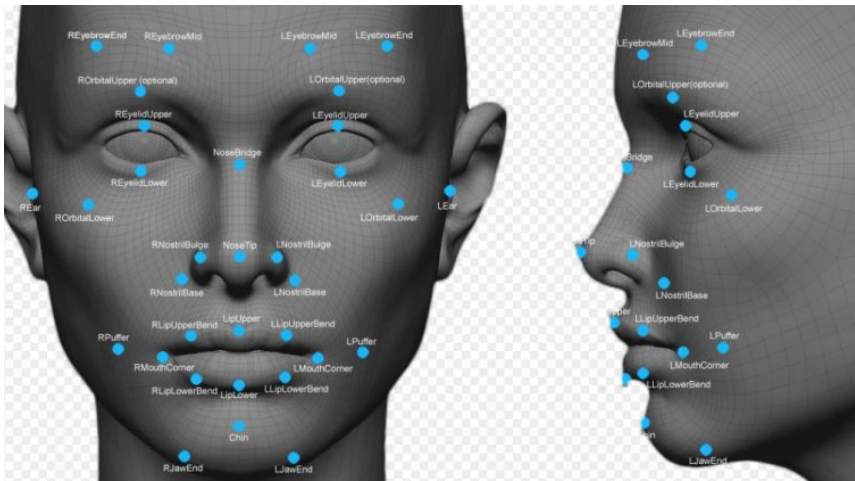 REyebrowEnd
REyebrowMid
LEyebrowMid
LEyebrowEnd
ROrbitalUpper (optional)
LOrbitalUpper(optional)
REyelidUpper
LEyelidUpper
NoseBridge
REyelidLower
LEyelidLower
REar
ROrbitalLower
LOrbitalLower
LEar
RNostrilBulge
NoseTip
LNostrilBulge
RNostrilBase
LNostrilBase
LipUpper
RLipUpperBend
LLipUpperBend
RPuffer
LPuffer
RMouthCorner
LMouthCorner
RLipLowerBend
LipLower
LLipLowerBend
Chin
RJawEnd
LJawEnd
LEyebrowEnd
LEyebrowMid
LOrbitalUpper(optional)
LEyelidUpper
Bridge
LEyelidLower
LOrbitalLower
LNostrilBulge
LNostrilBase
LLipUpperBend
LPuffer
LMouthCorner
LLipLowerBend
LJawEnd